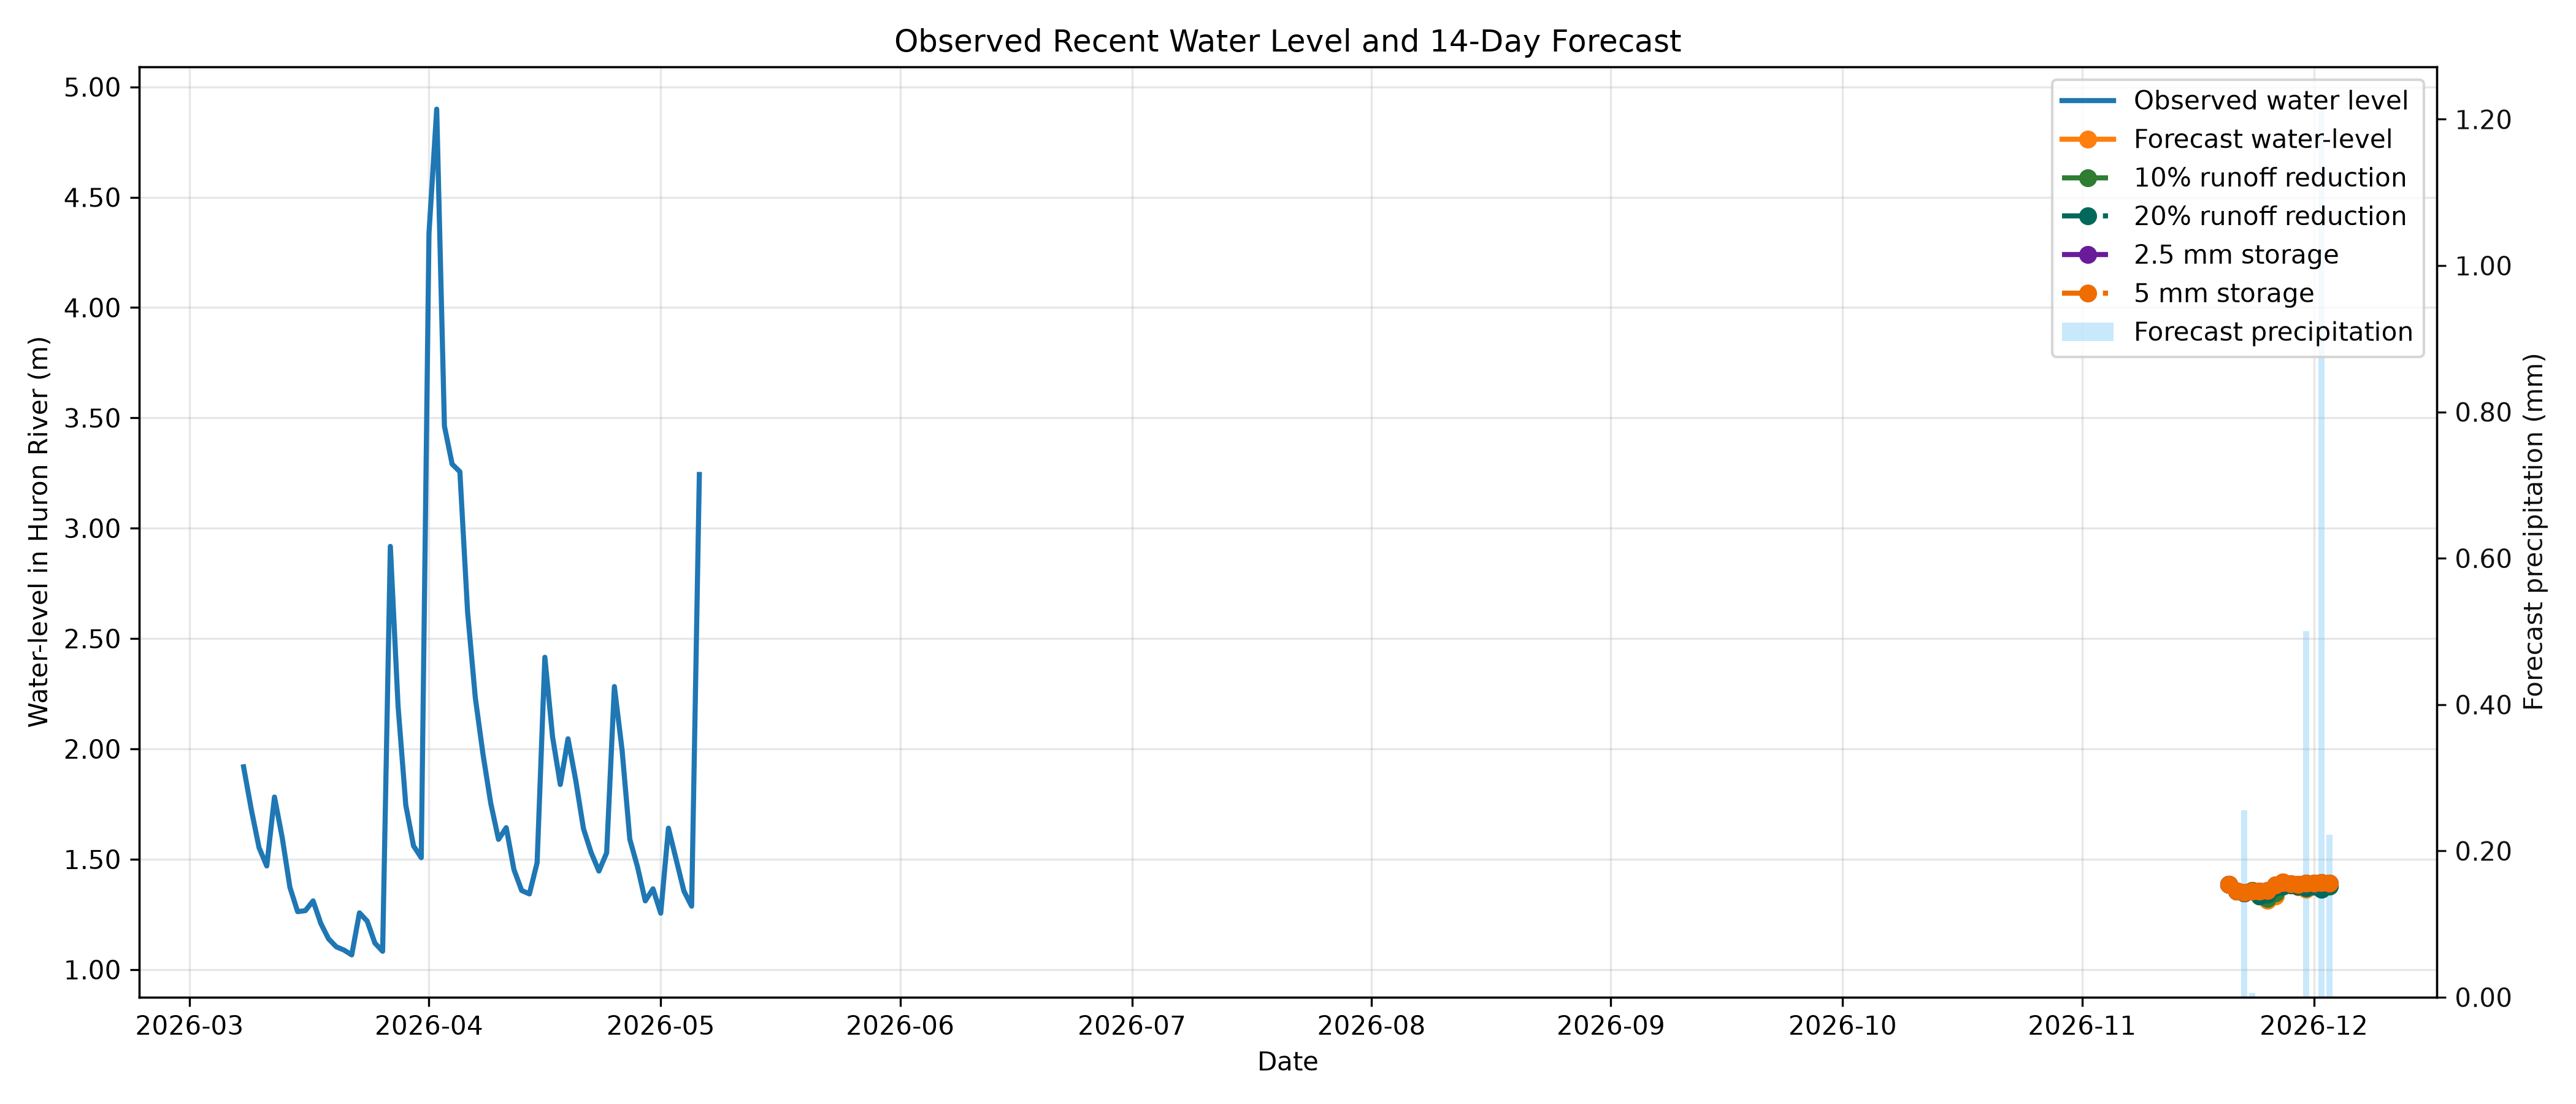 Observed Recent Water Level and 14-Day Forecast
Water-level in Huron River (m)
5.00
4.50
4.00
3.50
3.00
2.50
2.00
1.50
1.00
Observed water level
Forecast water-level
10% runoff reduction
20% runoff reduction
2.5 mm storage
5 mm storage
Forecast precipitation
1.20
1.00
0.80
0.60
0.40
0.20
0.00
Forecast precipitation (mm)
2026-03 2026-04 2026-05 2026-06 2026-07 2026-08 2026-09 2026-10 2026-11 2026-12
Date